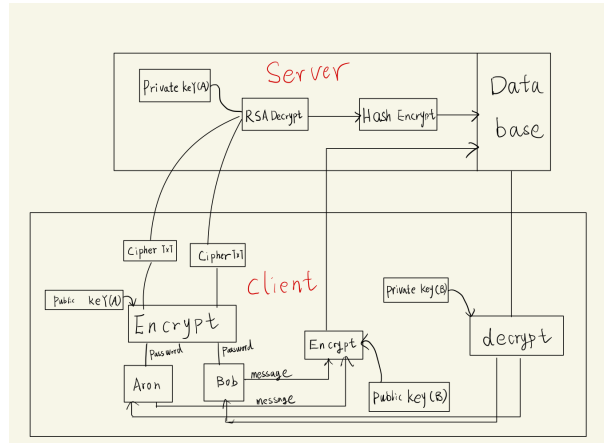 Server
Private key(A)
RSA Decrypt
Hash Encrypt
Data
base
Cipher TxT
Cipher TxT
Client
Public key(A)
Encrypt
Password
Password
Aron
Bob
message
message
Encrypt
Public key(B)
Private key(B)
decrypt